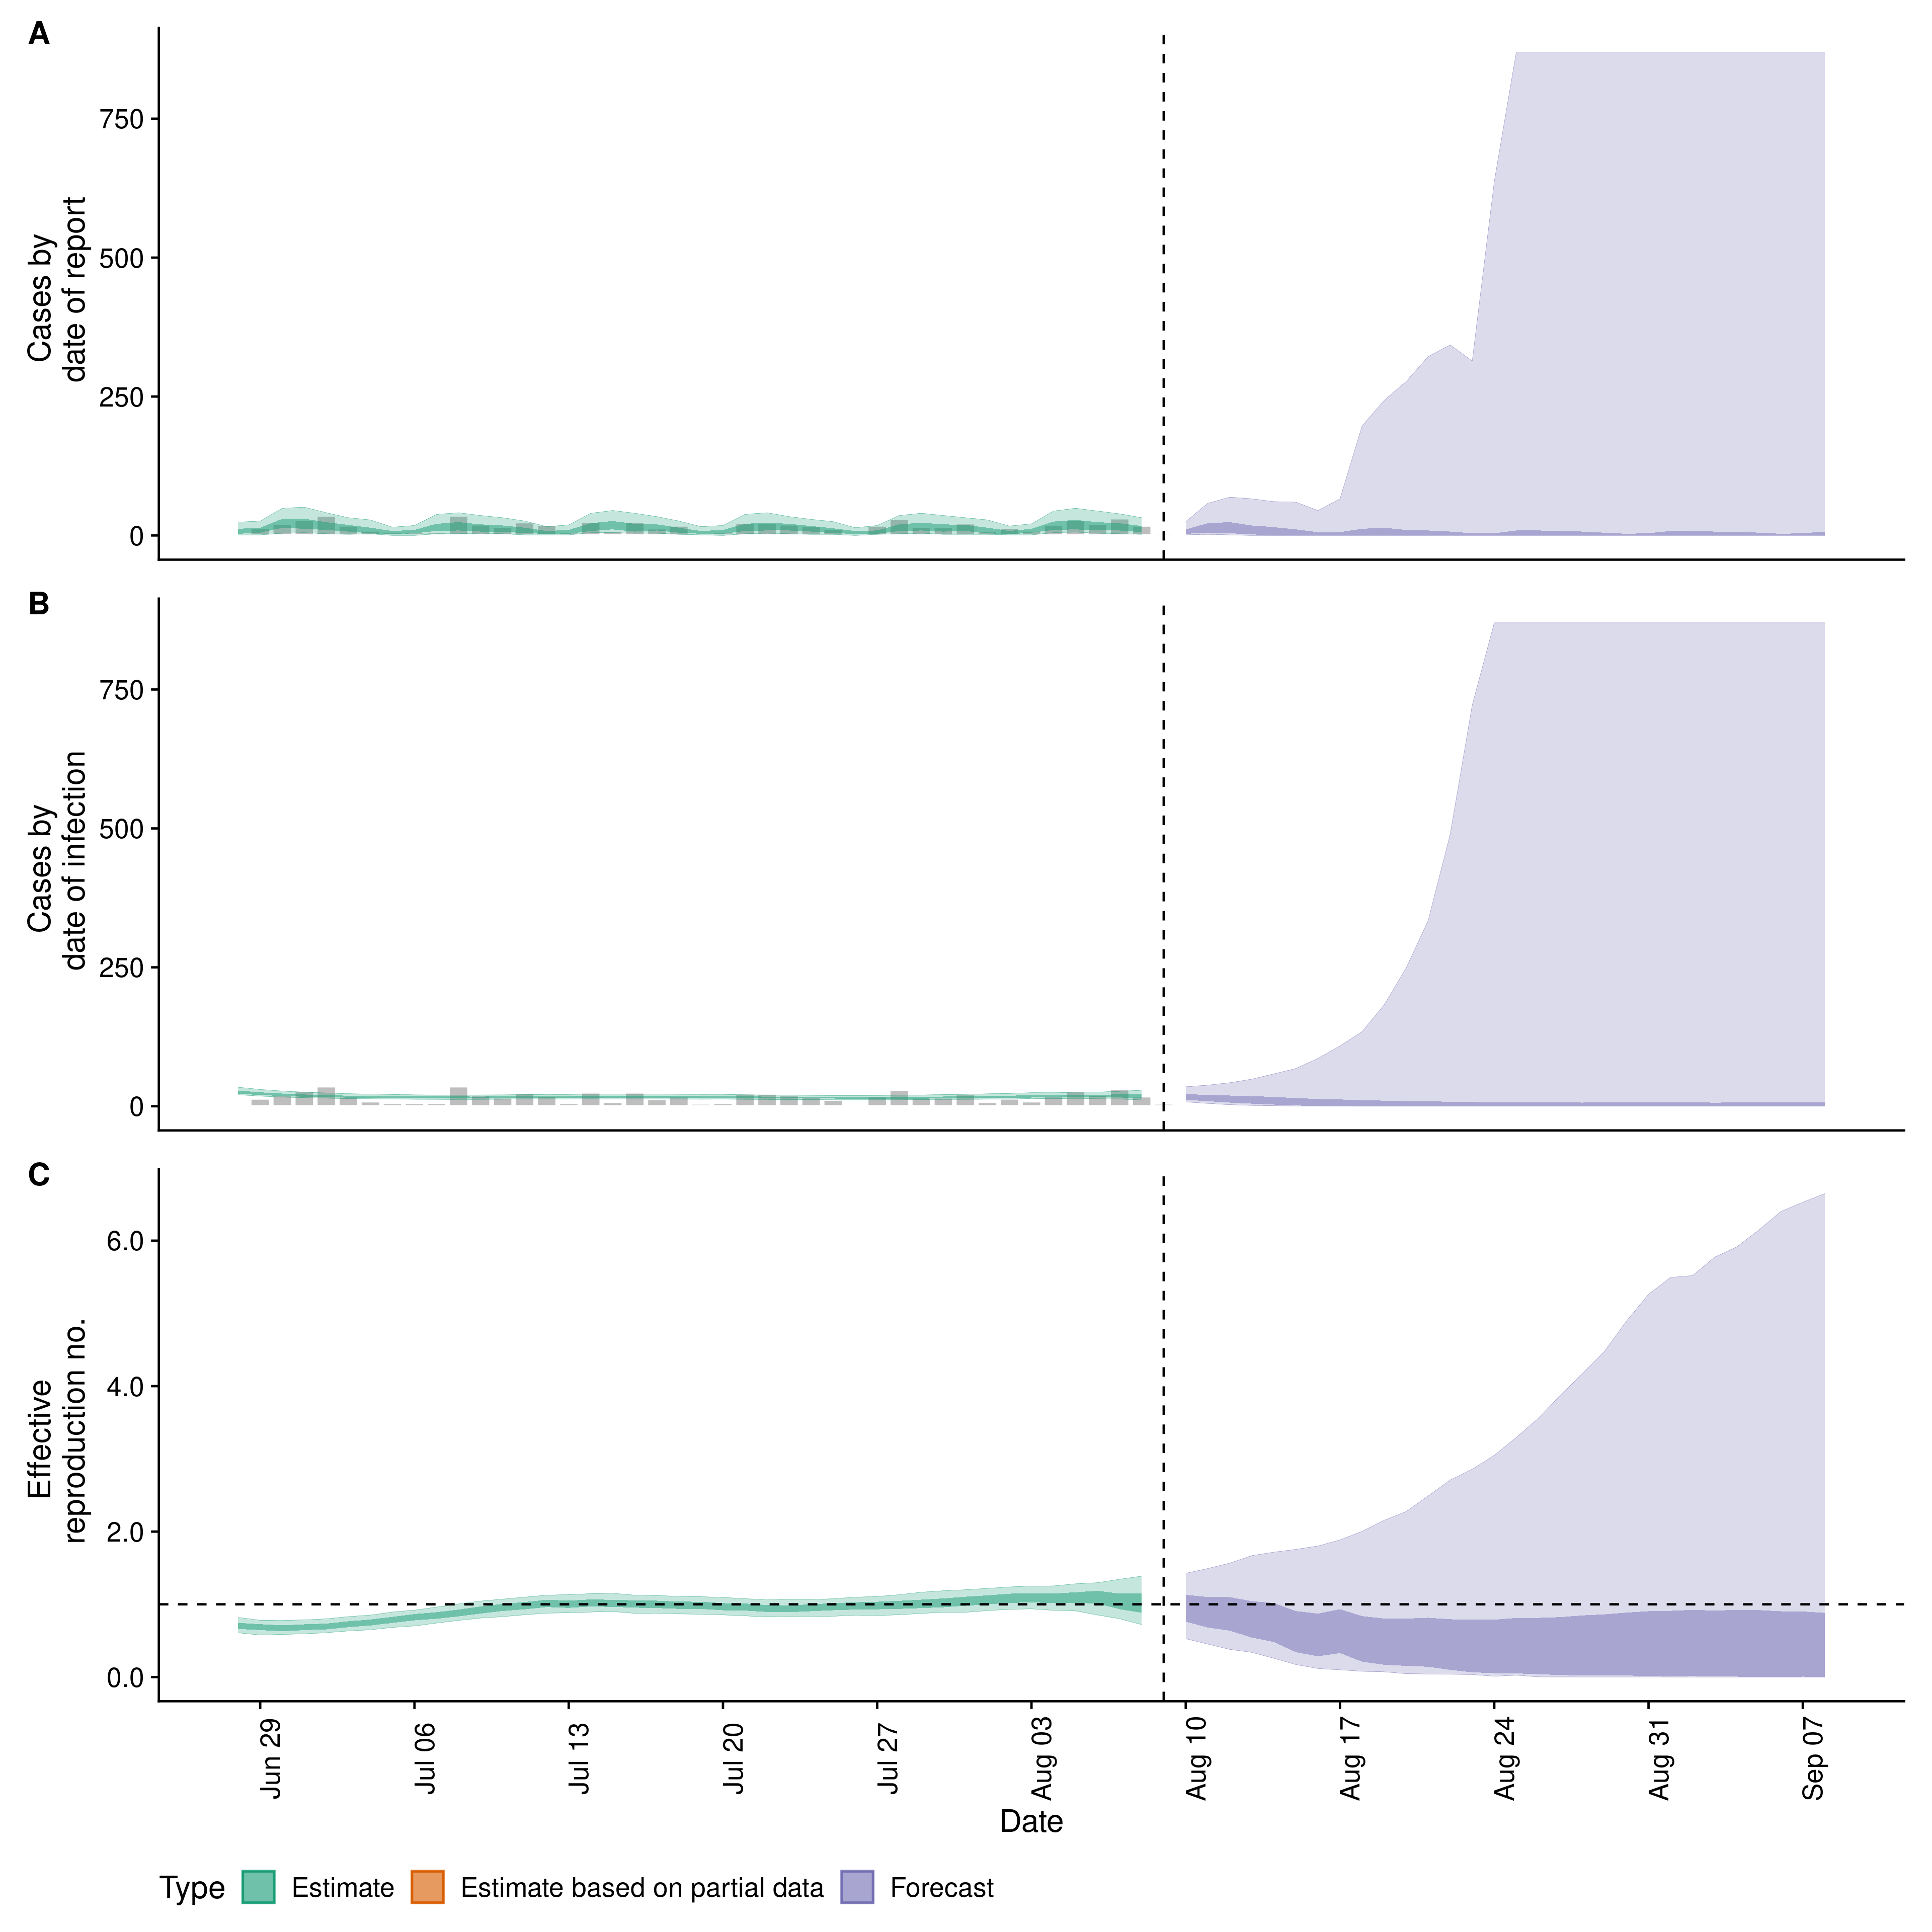 A
Cases by
date of report
750
500
250
0
B
Cases by
date of infection
750
500
250
0
C
Effective
reproduction no.
6.0
4.0
2.0
0.0
Jun 29
Jul 06
Jul 13
Jul 20
Jul 27
Aug 03
Aug 10
Aug 17
Aug 24
Aug 31
Sep 07
Date
Type Estimate Estimate based on partial data Forecast